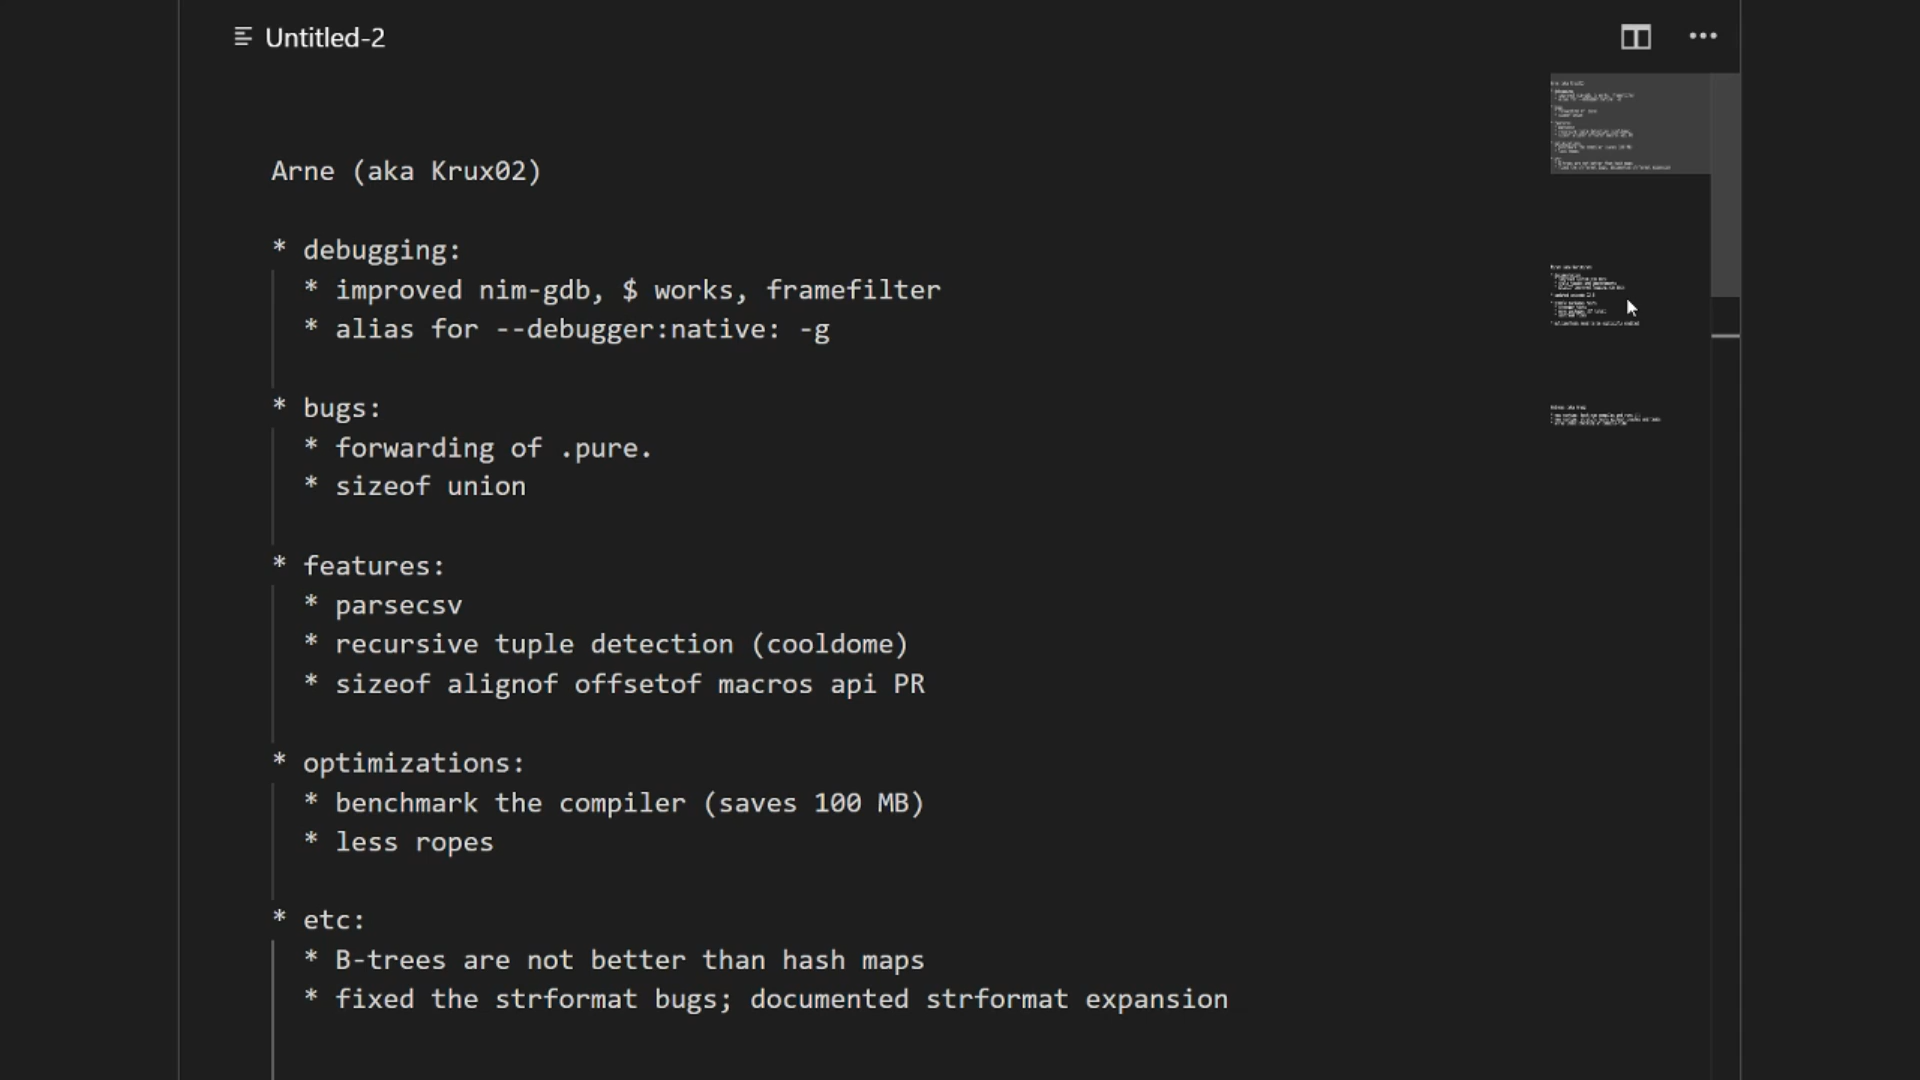 Untitled-2
Arne (aka Krux02)
* debugging:
* improved nim-gdb, $ works, framefilter
* alias for --debugger:native: -g
* bugs:
* forwarding of .pure.
* sizeof union
* features:
* parsecsv
* recursive tuple detection (cooldome)
* sizeof alignof offsetof macros api PR
* optimizations:
* benchmark the compiler (saves 100 MB)
* less ropes
* etc:
* B-trees are not better than hash maps
* fixed the strformat bugs; documented strformat expansion